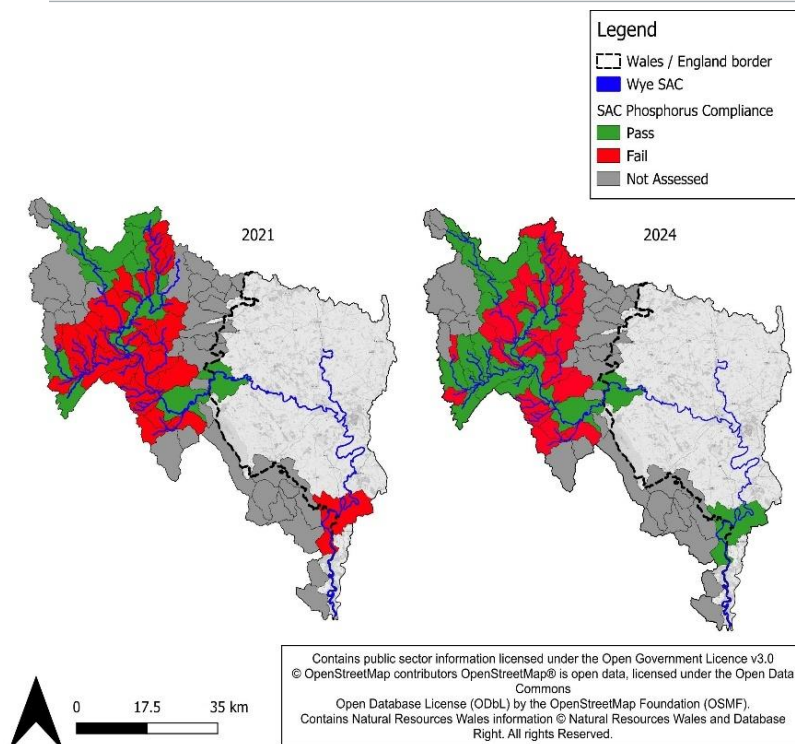 Legend
Wales / England border
Wye SAC
SAC Phosphorus Compliance
Pass
Fail
Not Assessed
2021
2024
0 17.5 35 km
Contains public sector information licensed under the Open Government Licence v3.0
© OpenStreetMap contributors OpenStreetMap® is open data, licensed under the Open Data
Commons
Open Database License (ODbL) by the OpenStreetMap Foundation (OSMF).
Contains Natural Resources Wales information © Natural Resources Wales and Database
Right. All rights Reserved.